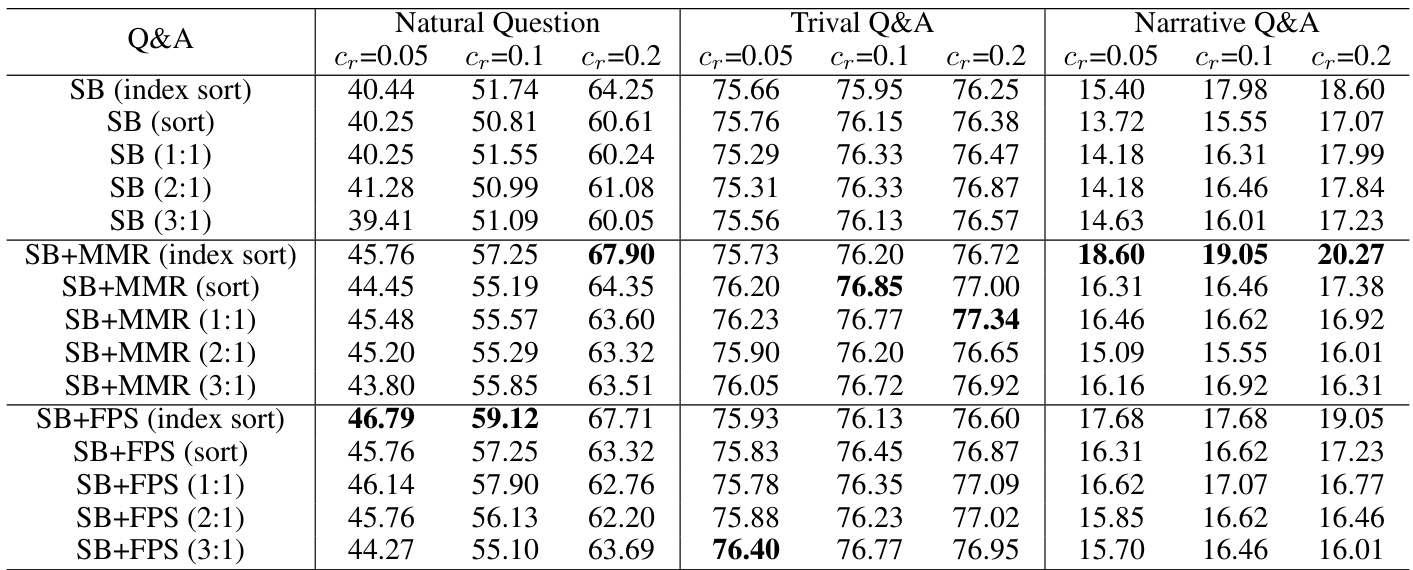 Q&A Natural Question Trival Q&A Narrative Q&A
cr=0.05 cr=0.1 cr=0.2 cr=0.05 cr=0.1 cr=0.2 cr=0.05 cr=0.1 cr=0.2
SB (index sort) 40.44 51.74 64.25 75.66 75.95 76.25 15.40 17.98 18.60
SB (sort) 40.25 50.81 60.61 75.76 76.15 76.38 13.72 15.55 17.07
SB (1:1) 40.25 51.55 60.24 75.29 76.33 76.47 14.18 16.31 17.99
SB (2:1) 41.28 50.99 61.08 75.31 76.33 76.87 14.18 16.46 17.84
SB (3:1) 39.41 51.09 60.05 75.56 76.13 76.57 14.63 16.01 17.23
SB+MMR (index sort) 45.76 57.25 67.90 75.73 76.20 76.72 18.60 19.05 20.27
SB+MMR (sort) 44.45 55.19 64.35 76.20 76.85 77.00 16.31 16.46 17.38
SB+MMR (1:1) 45.48 55.57 63.60 76.23 76.77 77.34 16.46 16.62 16.92
SB+MMR (2:1) 45.20 55.29 63.32 75.90 76.20 76.65 15.09 15.55 16.01
SB+MMR (3:1) 43.80 55.85 63.51 76.05 76.72 76.92 16.16 16.92 16.31
SB+FPS (index sort) 46.79 59.12 67.71 75.93 76.13 76.60 17.68 17.68 19.05
SB+FPS (sort) 45.76 57.25 63.32 75.83 76.45 76.87 16.31 16.62 17.23
SB+FPS (1:1) 46.14 57.90 62.76 75.78 76.35 77.09 16.62 17.07 16.77
SB+FPS (2:1) 45.76 56.13 62.20 75.88 76.23 77.02 15.85 16.62 16.46
SB+FPS (3:1) 44.27 55.10 63.69 76.40 76.77 76.95 15.70 16.46 16.01